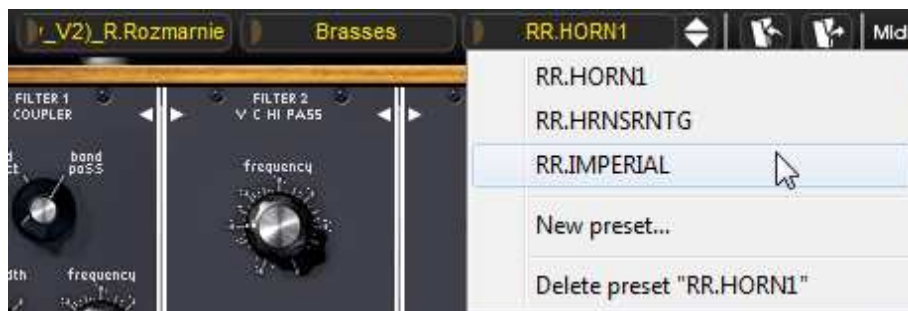 _V2)_R.Rozmarnie Brasses RR.HORN1 Midi
RR.HORN1
RR.HRNSRNTG
RR.IMPERIAL
New preset...
Delete preset "RR.HORN1"
FILTER 1
COUPLER
FILTER 2
V C HI PASS
band
pass
frequency
frequency